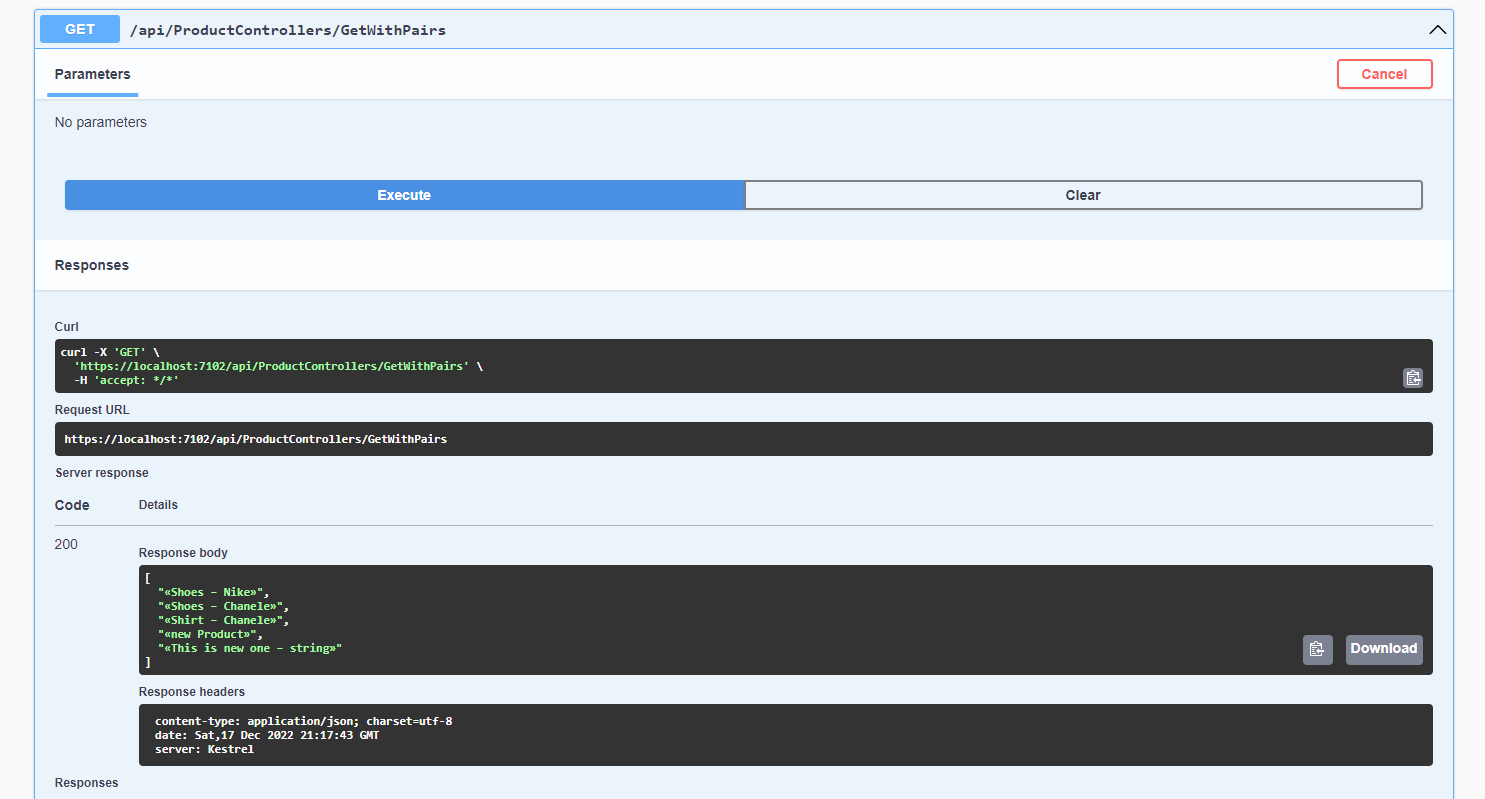 GET /api/ProductControllers/GetWithPairs
Parameters
Cancel
No parameters
Execute
Clear
Responses
Curl
curl -X 'GET' \
'https://localhost:7102/api/ProductControllers/GetWithPairs' \
-H 'accept: */*'
Request URL
https://localhost:7102/api/ProductControllers/GetWithPairs
Server response
Code Details
200
Response body
[
"«Shoes – Nike»",
"«Shoes – Chanele»",
"«Shirt – Chanele»",
"«new Product»",
"«This is new one – string»"
]
Download
Response headers
content-type: application/json; charset=utf-8
date: Sat,17 Dec 2022 21:17:43 GMT
server: Kestrel
Responses